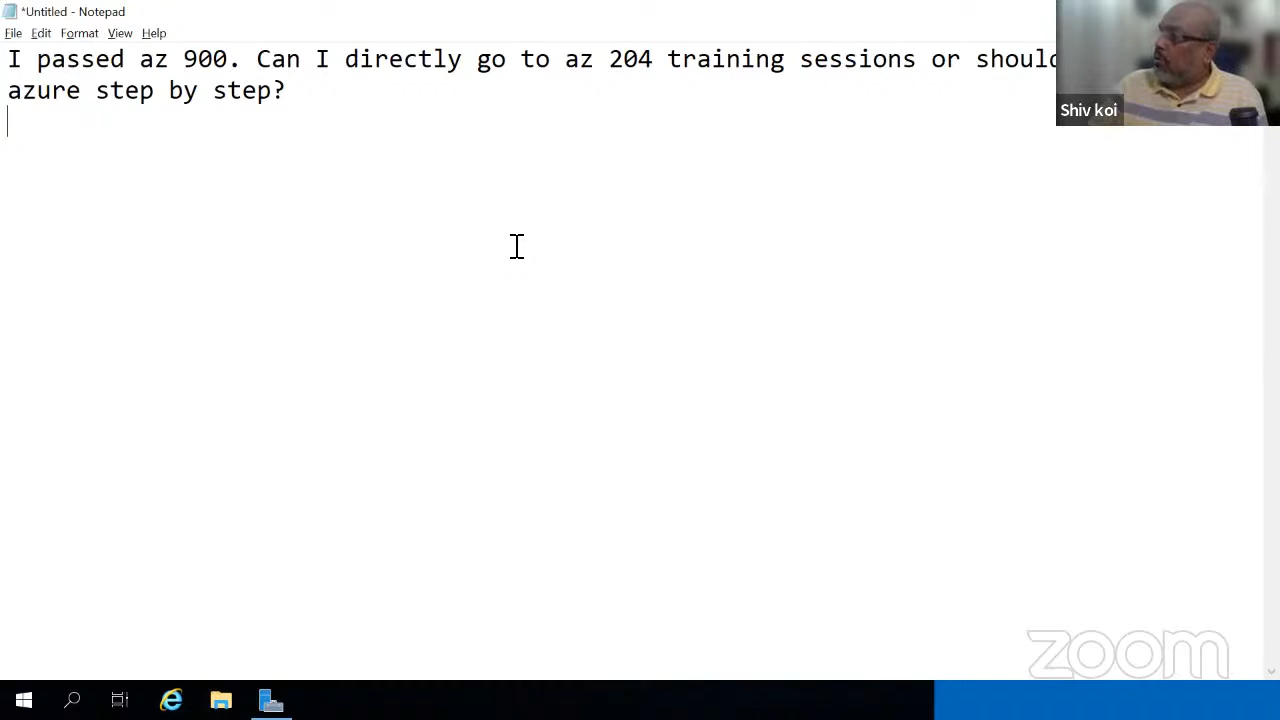 *Untitled - Notepad
File Edit Format View Help
I passed az 900. Can I directly go to az 204 training sessions or should
azure step by step?
Shiv koi
zoom